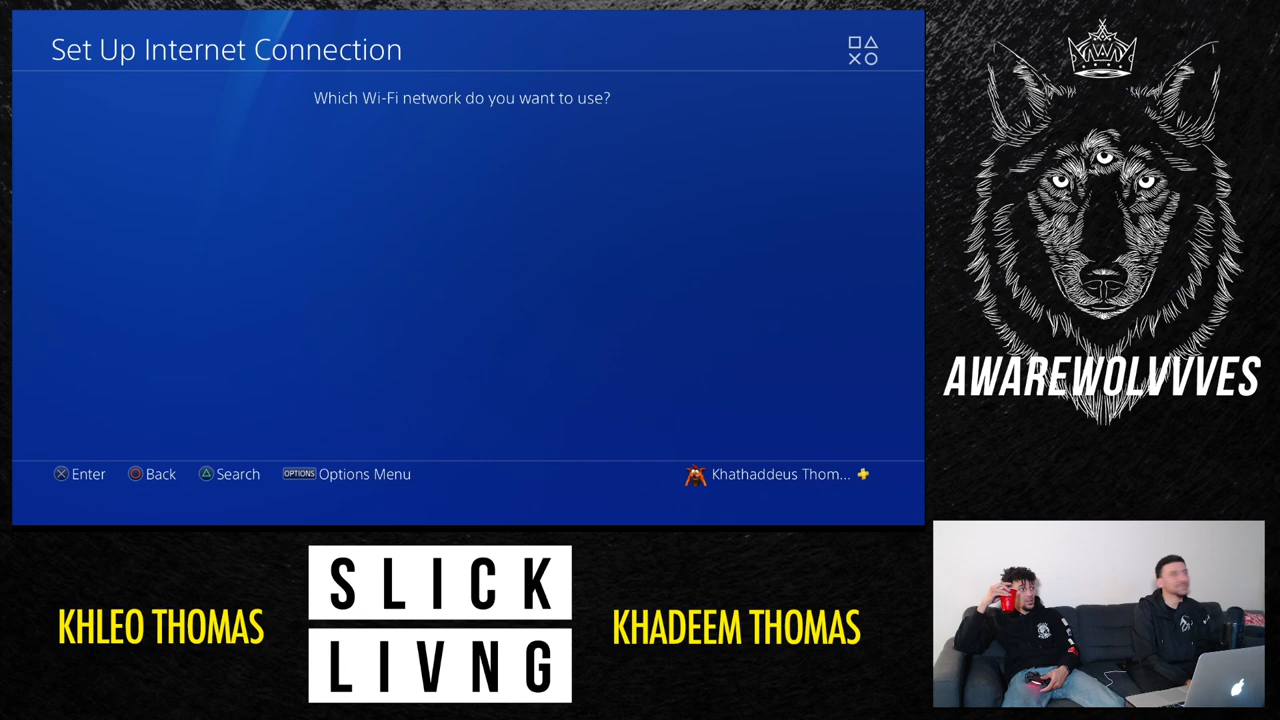 Set Up Internet Connection
Which Wi-Fi network do you want to use?
Enter Back Search OPTIONS Options Menu
Khathaddeus Thom...
AWAREWOLVVVES
KHLEO THOMAS
SLICK
LIVNG
KHADEEM THOMAS